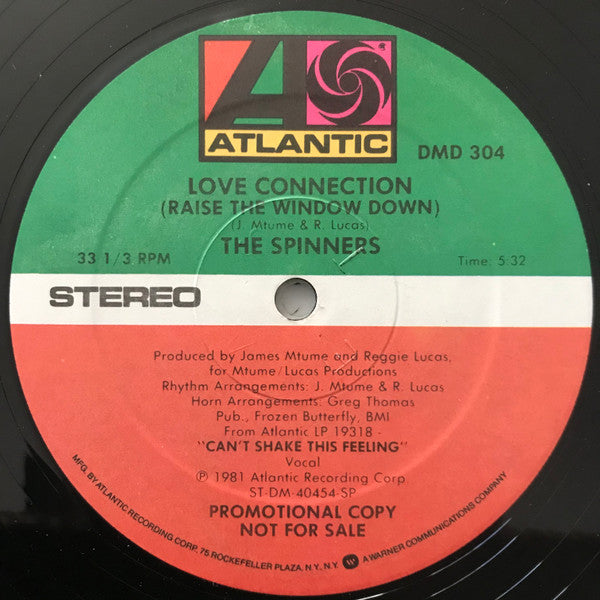 ATLANTIC
DMD 304
LOVE CONNECTION
(RAISE THE WINDOW DOWN)
(J. Mtume & R. Lucas)
THE SPINNERS
33 1/3 RPM
Time: 5:32
STEREO
Produced by James Mtume and Reggie Lucas,
for Mtume/Lucas Productions
Rhythm Arrangements: J. Mtume & R. Lucas
Horn Arrangements: Greg Thomas
Pub., Frozen Butterfly, BMI
From Atlantic LP 19318 -
"CAN'T SHAKE THIS FEELING"
Vocal
℗ 1981 Atlantic Recording Corp.
ST-DM-40454-SP
PROMOTIONAL COPY
NOT FOR SALE
MFG. BY ATLANTIC RECORDING CORP., 75 ROCKEFELLER PLAZA, N.Y., N.Y. A WARNER COMMUNICATIONS COMPANY